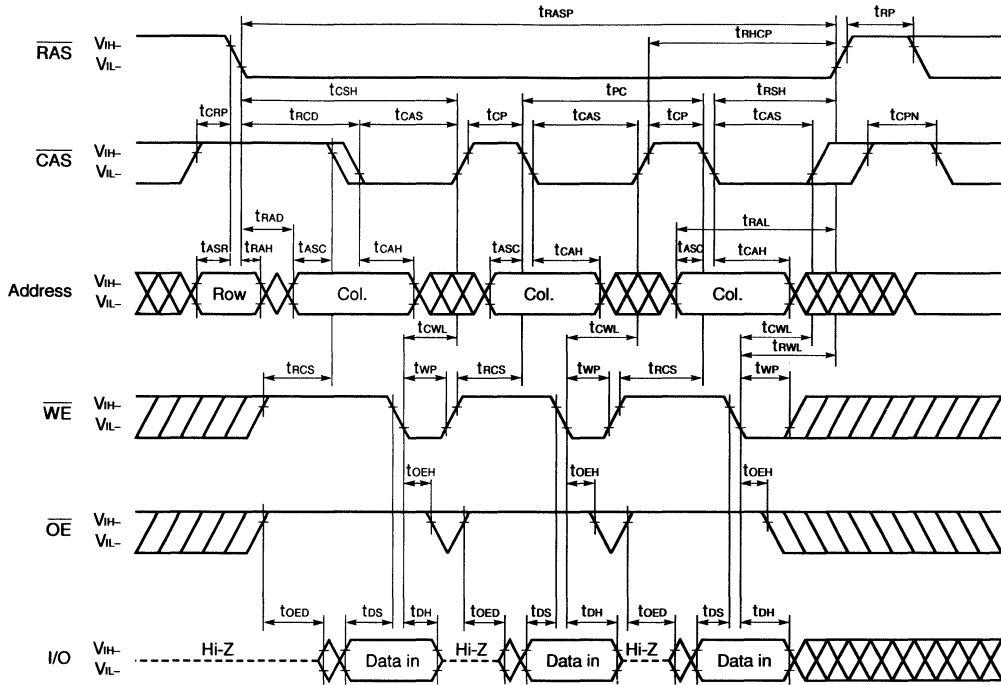 tRASP
tRP
tRHCP
RAS
VIH–
VIL–
tCSH
tPC
tRSH
tCRP
tRCD
tCAS
tCP
tCAS
tCP
tCAS
tCPN
CAS
VIH–
VIL–
tRAD
tRAL
tASR
tRAH
tASC
tCAH
tASC
tCAH
tASC
tCAH
Address
VIH–
VIL–
Row
Col.
Col.
Col.
tCWL
tCWL
tCWL
tRWL
tRCS
tWP
tRCS
tWP
tRCS
tWP
WE
VIH–
VIL–
tOEH
tOEH
tOEH
OE
VIH–
VIL–
tOED
tDS
tDH
tOED
tDS
tDH
tOED
tDS
tDH
I/O
VIH–
VIL–
Hi-Z
Data in
Hi-Z
Data in
Hi-Z
Data in